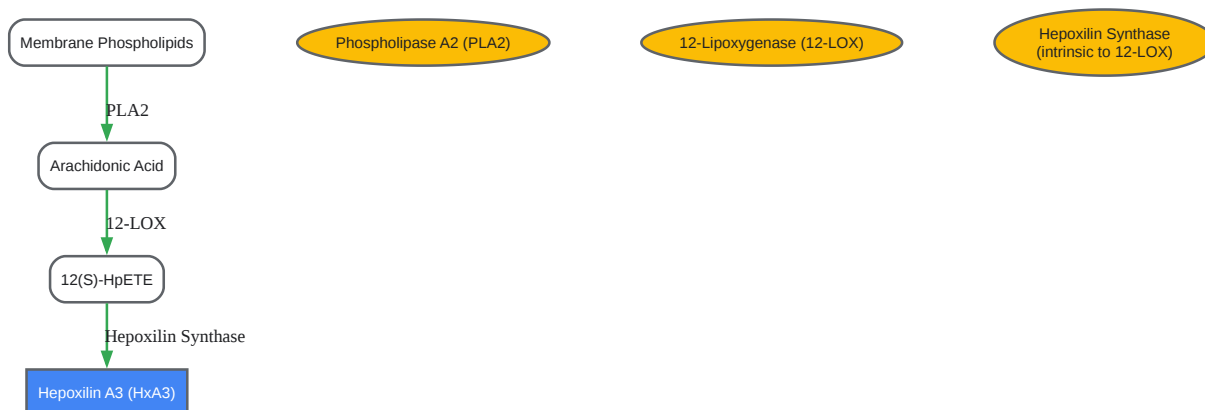 Membrane Phospholipids
Phospholipase A2 (PLA2)
12-Lipoxygenase (12-LOX)
Hepoxilin Synthase
(intrinsic to 12-LOX)
PLA2
Arachidonic Acid
12-LOX
12(S)-HpETE
Hepoxilin Synthase
Hepoxilin A3 (HxA3)